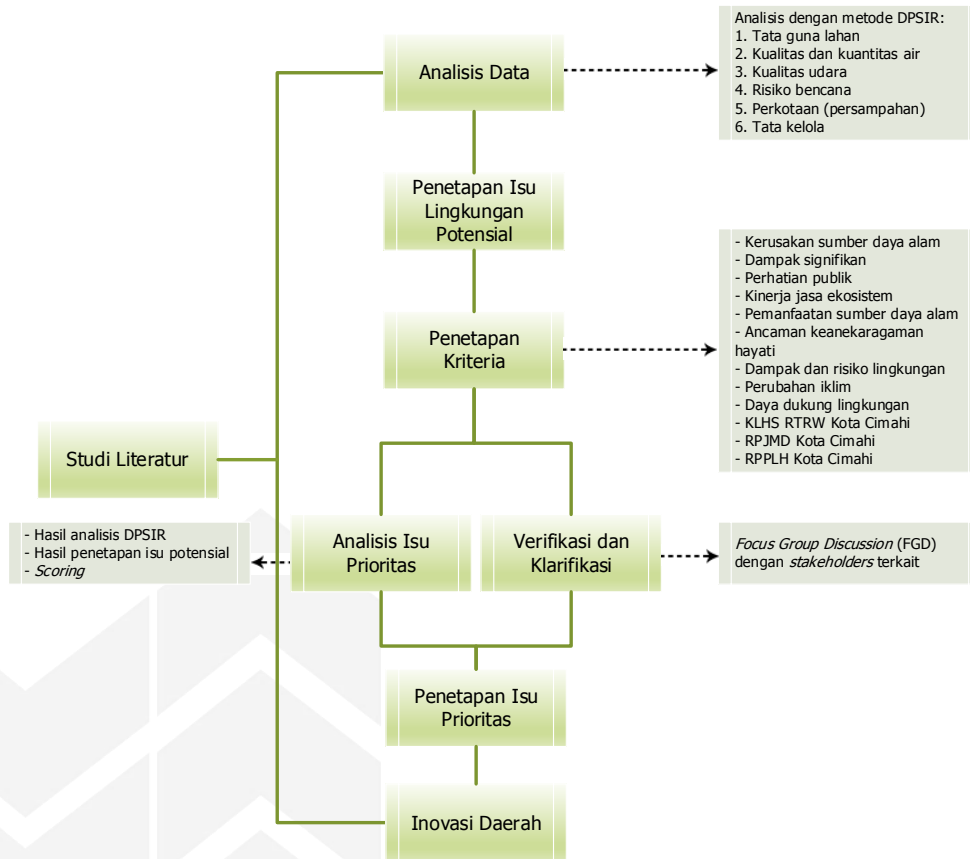 Analisis Data
Analisis dengan metode DPSIR:
1. Tata guna lahan
2. Kualitas dan kuantitas air
3. Kualitas udara
4. Risiko bencana
5. Perkotaan (persampahan)
6. Tata kelola
Penetapan Isu
Lingkungan
Potensial
Penetapan
Kriteria
- Kerusakan sumber daya alam
- Dampak signifikan
- Perhatian publik
- Kinerja jasa ekosistem
- Pemanfaatan sumber daya alam
- Ancaman keanekaragaman
hayati
- Dampak dan risiko lingkungan
- Perubahan iklim
- Daya dukung lingkungan
- KLHS RTRW Kota Cimahi
- RPJMD Kota Cimahi
- RPPLH Kota Cimahi
Studi Literatur
- Hasil analisis DPSIR
- Hasil penetapan isu potensial
- Scoring
Analisis Isu
Prioritas
Verifikasi dan
Klarifikasi
Focus Group Discussion (FGD)
dengan stakeholders terkait
Penetapan Isu
Prioritas
Inovasi Daerah